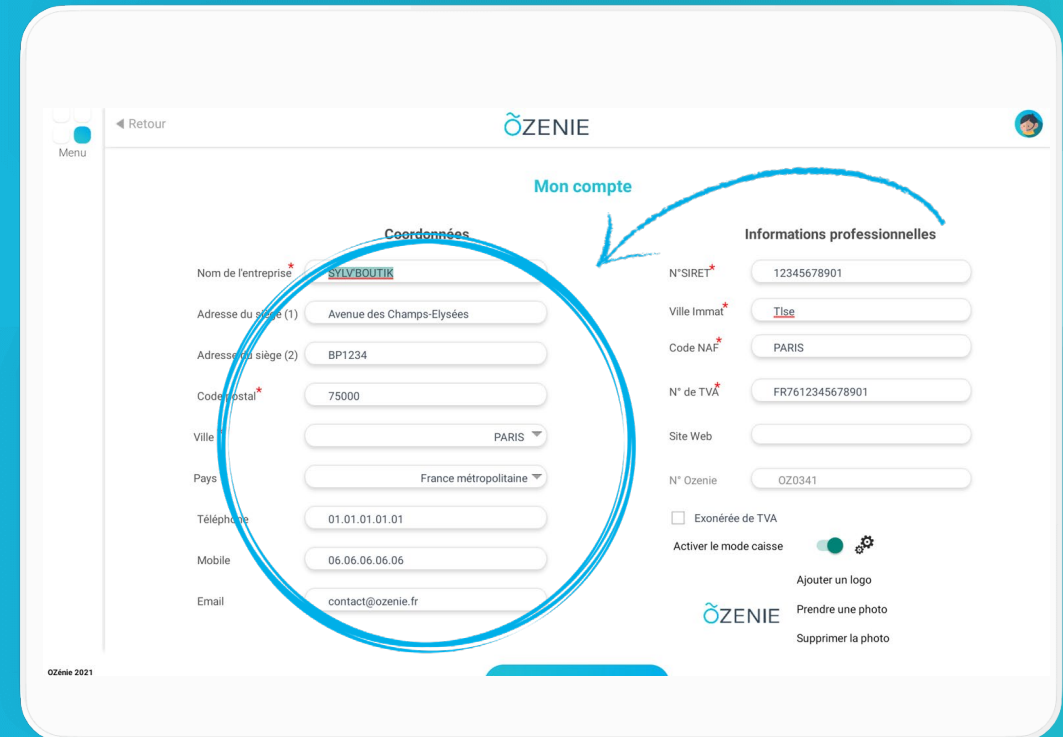 Menu
◀ Retour
ÕZENIE
Mon compte
Coordonnées
Nom de l'entreprise* SYLV'BOUTIK
Adresse du siège (1) Avenue des Champs-Elysées
Adresse du siège (2) BP1234
Code postal* 75000
Ville PARIS
Pays France métropolitaine
Téléphone 01.01.01.01.01
Mobile 06.06.06.06.06
Email contact@ozenie.fr
Informations professionnelles
N°SIRET* 12345678901
Ville Immat* Tlse
Code NAF* PARIS
N° de TVA* FR7612345678901
Site Web
N° Ozenie OZ0341
Exonérée de TVA
Activer le mode caisse
Ajouter un logo
ÕZENIE
Prendre une photo
Supprimer la photo
OZénie 2021